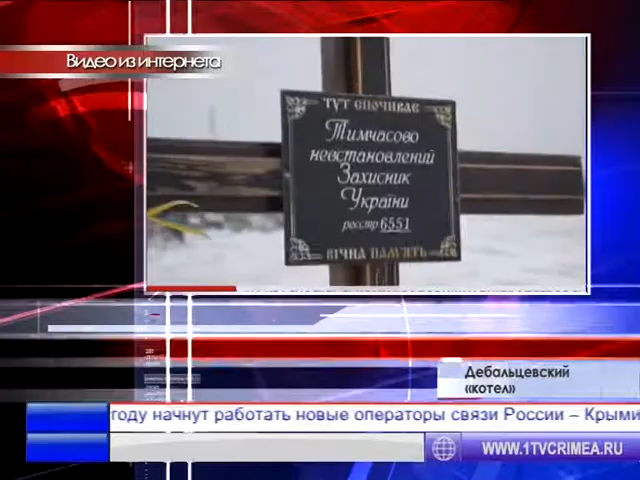 Видео из интернета
ТУТ СПОЧИВАЄ
Тимчасово
невстановлений
Захисник
України
реєстр 6551
ВІЧНА ПАМ'ЯТЬ
Дебальцевский
«котел»
году начнут работать новые операторы связи России – Крыми
WWW.1TVCRIMEA.RU